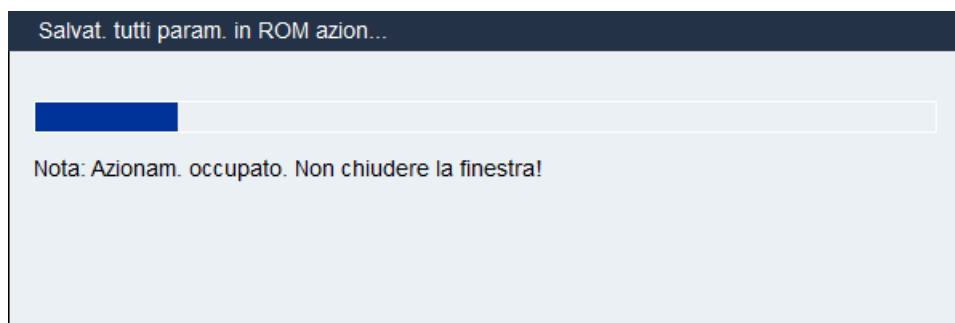 Salvat. tutti param. in ROM azion...
Nota: Azionam. occupato. Non chiudere la finestra!